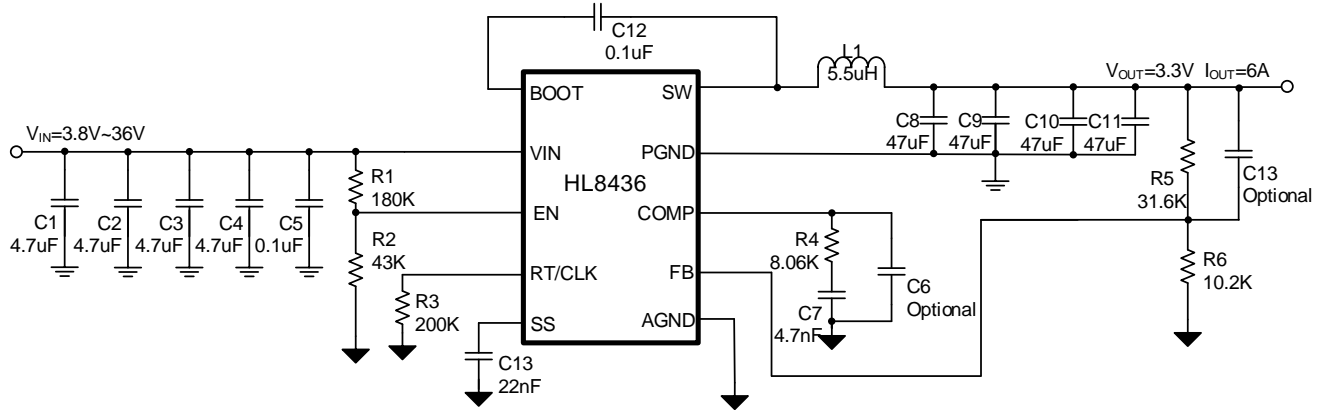 C12
0.1uF
L1
5.5uH
VOUT=3.3V IOUT=6A
BOOT
SW
C8
47uF
C9
47uF
C10
47uF
C11
47uF
VIN=3.8V~36V
VIN
PGND
R1
180K
HL8436
R5
31.6K
C13
Optional
C1
4.7uF
C2
4.7uF
C3
4.7uF
C4
4.7uF
C5
0.1uF
EN
COMP
R2
43K
R4
8.06K
RT/CLK
FB
C6
Optional
R6
10.2K
R3
200K
C7
4.7nF
SS
AGND
C13
22nF